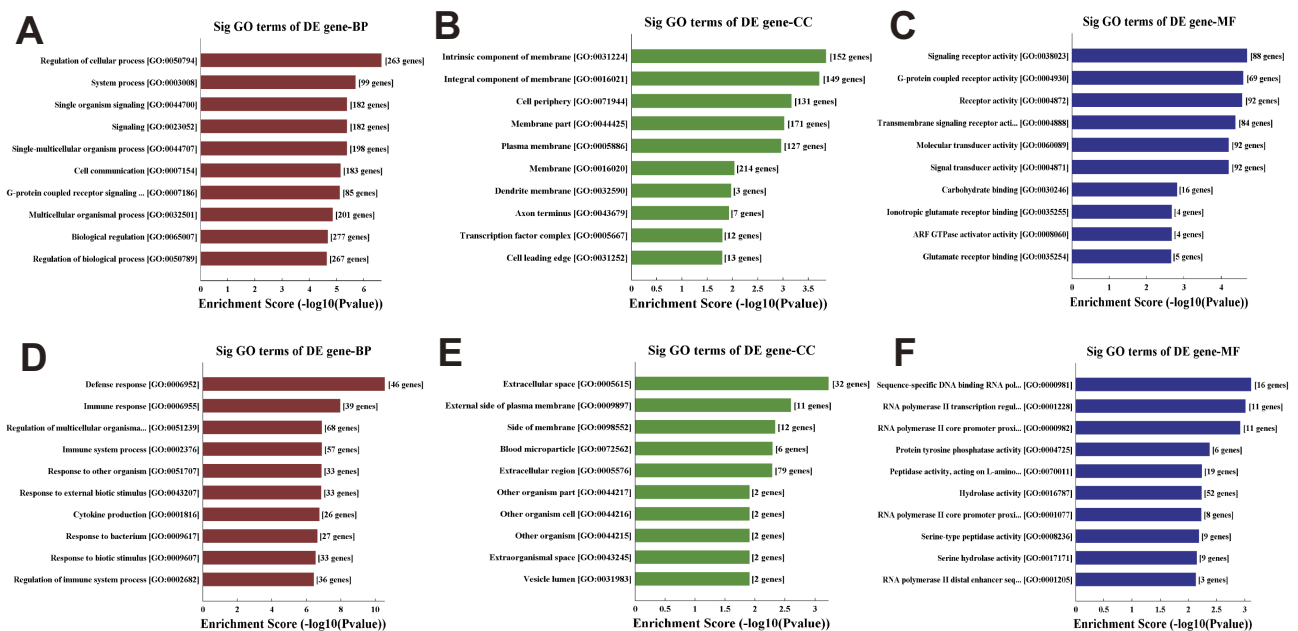 A
Sig GO terms of DE gene-BP
Regulation of cellular process [GO:0050794]
[263 genes]
System process [GO:0003008]
[99 genes]
Single organism signaling [GO:0044700]
[182 genes]
Signaling [GO:0023052]
[182 genes]
Single-multicellular organism process [GO:0044707]
[198 genes]
Cell communication [GO:0007154]
[183 genes]
G-protein coupled receptor signaling ... [GO:0007186]
[85 genes]
Multicellular organismal process [GO:0032501]
[201 genes]
Biological regulation [GO:0065007]
[277 genes]
Regulation of biological process [GO:0050789]
[267 genes]
0 1 2 3 4 5 6
Enrichment Score (-log10(Pvalue))
B
Sig GO terms of DE gene-CC
Intrinsic component of membrane [GO:0031224]
[152 genes]
Integral component of membrane [GO:0016021]
[149 genes]
Cell periphery [GO:0071944]
[131 genes]
Membrane part [GO:0044425]
[171 genes]
Plasma membrane [GO:0005886]
[127 genes]
Membrane [GO:0016020]
[214 genes]
Dendrite membrane [GO:0032590]
[3 genes]
Axon terminus [GO:0043679]
[7 genes]
Transcription factor complex [GO:0005667]
[12 genes]
Cell leading edge [GO:0031252]
[13 genes]
0 0.5 1 1.5 2 2.5 3 3.5
Enrichment Score (-log10(Pvalue))
C
Sig GO terms of DE gene-MF
Signaling receptor activity [GO:0038023]
[88 genes]
G-protein coupled receptor activity [GO:0004930]
[69 genes]
Receptor activity [GO:0004872]
[92 genes]
Transmembrane signaling receptor acti... [GO:0004888]
[84 genes]
Molecular transducer activity [GO:0060089]
[92 genes]
Signal transducer activity [GO:0004871]
[92 genes]
Carbohydrate binding [GO:0030246]
[16 genes]
Ionotropic glutamate receptor binding [GO:0035255]
[4 genes]
ARF GTPase activator activity [GO:0008060]
[4 genes]
Glutamate receptor binding [GO:0035254]
[5 genes]
0 1 2 3 4
Enrichment Score (-log10(Pvalue))
D
Sig GO terms of DE gene-BP
Defense response [GO:0006952]
[46 genes]
Immune response [GO:0006955]
[39 genes]
Regulation of multicellular organisma... [GO:0051239]
[68 genes]
Immune system process [GO:0002376]
[57 genes]
Response to other organism [GO:0051707]
[33 genes]
Response to external biotic stimulus [GO:0043207]
[33 genes]
Cytokine production [GO:0001816]
[26 genes]
Response to bacterium [GO:0009617]
[27 genes]
Response to biotic stimulus [GO:0009607]
[33 genes]
Regulation of immune system process [GO:0002682]
[36 genes]
0 2 4 6 8 10
Enrichment Score (-log10(Pvalue))
E
Sig GO terms of DE gene-CC
Extracellular space [GO:0005615]
[32 genes]
External side of plasma membrane [GO:0009897]
[11 genes]
Side of membrane [GO:0098552]
[12 genes]
Blood microparticle [GO:0072562]
[6 genes]
Extracellular region [GO:0005576]
[79 genes]
Other organism part [GO:0044217]
[2 genes]
Other organism cell [GO:0044216]
[2 genes]
Other organism [GO:0044215]
[2 genes]
Extraorganismal space [GO:0043245]
[2 genes]
Vesicle lumen [GO:0031983]
[2 genes]
0 0.5 1 1.5 2 2.5 3
Enrichment Score (-log10(Pvalue))
F
Sig GO terms of DE gene-MF
Sequence-specific DNA binding RNA pol... [GO:0000981]
[16 genes]
RNA polymerase II transcription regul... [GO:0001228]
[11 genes]
RNA polymerase II core promoter proxi... [GO:0000982]
[11 genes]
Protein tyrosine phosphatase activity [GO:0004725]
[6 genes]
Peptidase activity, acting on L-amino... [GO:0070011]
[19 genes]
Hydrolase activity [GO:0016787]
[52 genes]
RNA polymerase II core promoter proxi... [GO:0001077]
[8 genes]
Serine-type peptidase activity [GO:0008236]
[9 genes]
Serine hydrolase activity [GO:0017171]
[9 genes]
RNA polymerase II distal enhancer seq... [GO:0001205]
[3 genes]
0 0.5 1 1.5 2 2.5 3
Enrichment Score (-log10(Pvalue))